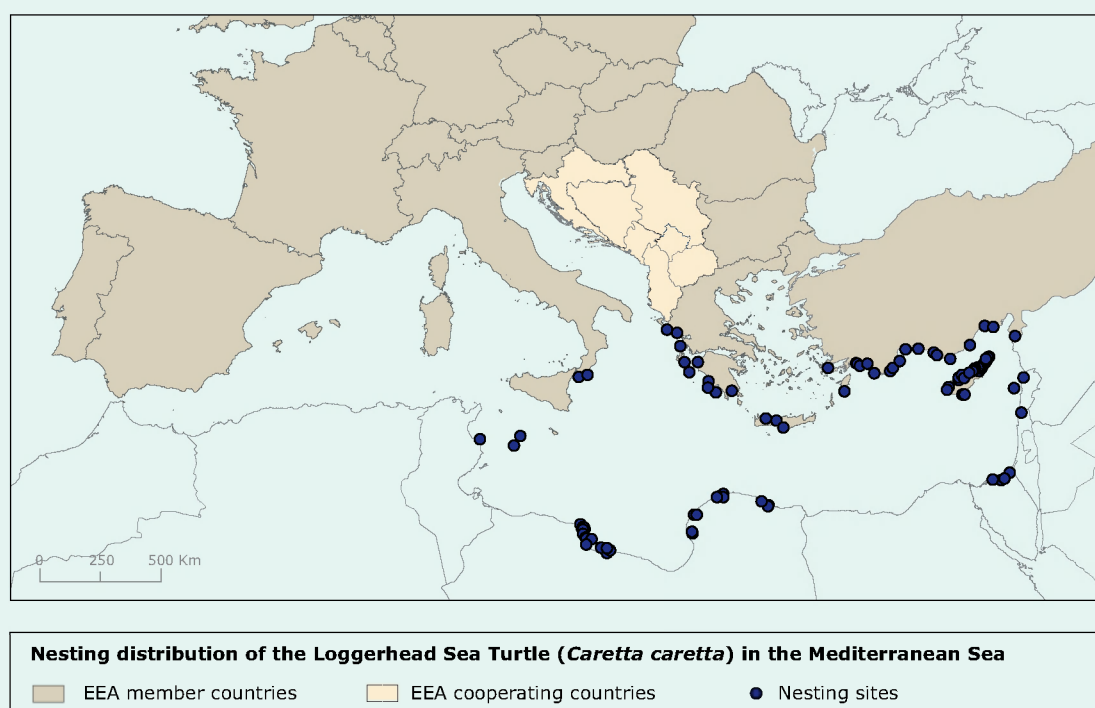 0 250 500 Km
Nesting distribution of the Loggerhead Sea Turtle (Caretta caretta) in the Mediterranean Sea
EEA member countries EEA cooperating countries Nesting sites